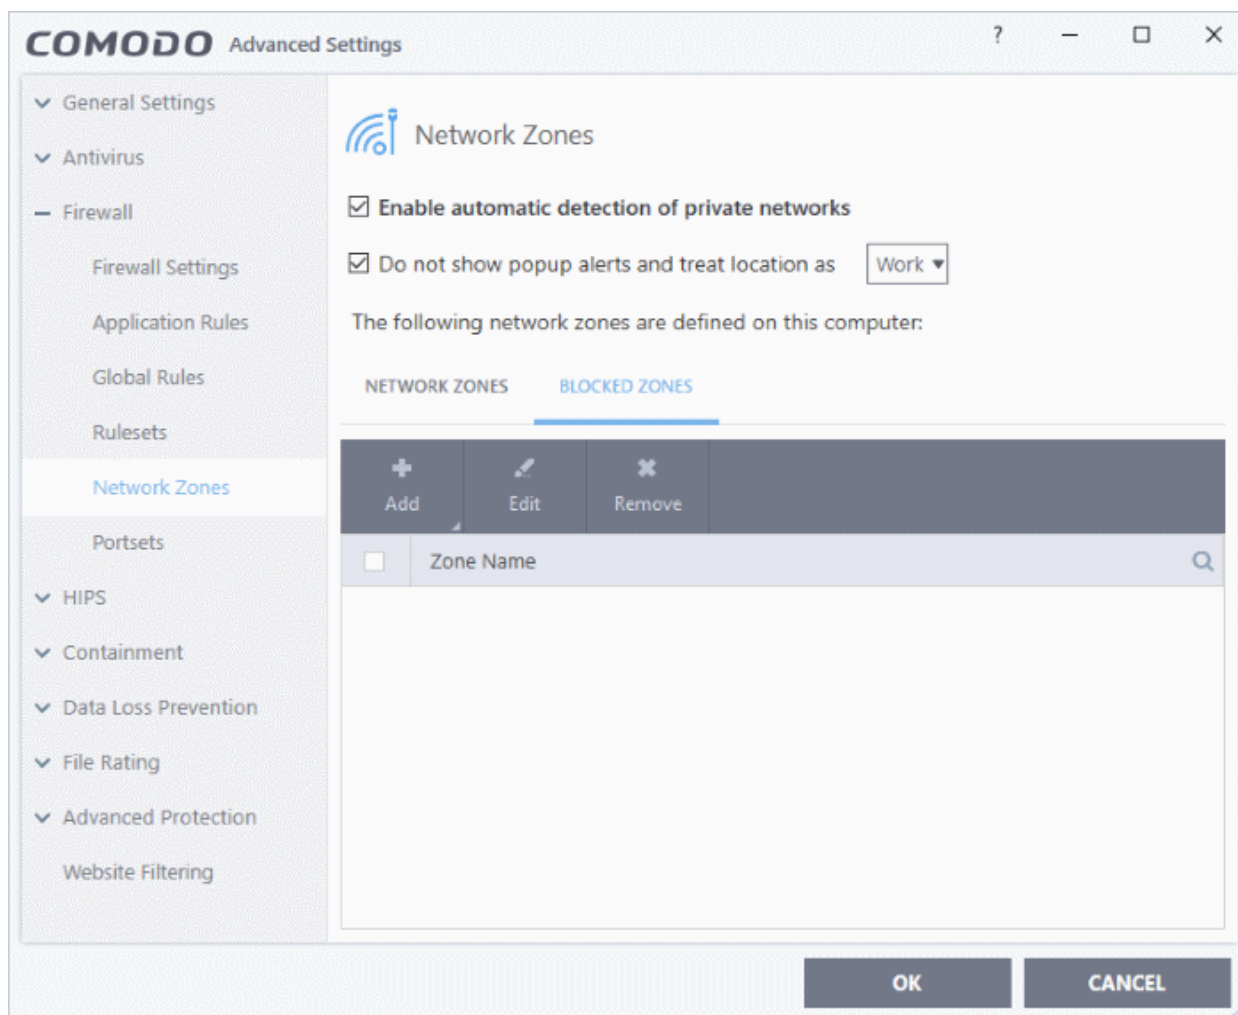 COMODO Advanced Settings ?
General Settings
Antivirus
Firewall
Firewall Settings
Application Rules
Global Rules
Rulesets
Network Zones
Portsets
HIPS
Containment
Data Loss Prevention
File Rating
Advanced Protection
Website Filtering
Network Zones
Enable automatic detection of private networks
Do not show popup alerts and treat location as Work
The following network zones are defined on this computer:
NETWORK ZONES BLOCKED ZONES
Add Edit Remove
Zone Name
OK CANCEL